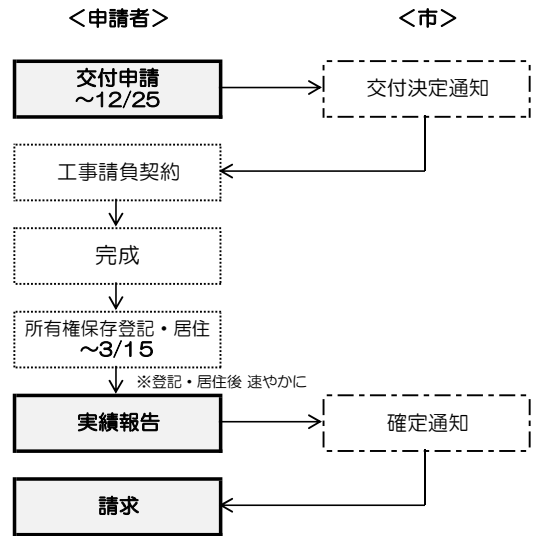 ＜申請者＞
＜市＞
交付申請
～12/25
交付決定通知
工事請負契約
完成
所有権保存登記・居住
～3/15
※登記・居住後 速やかに
実績報告
確定通知
請求